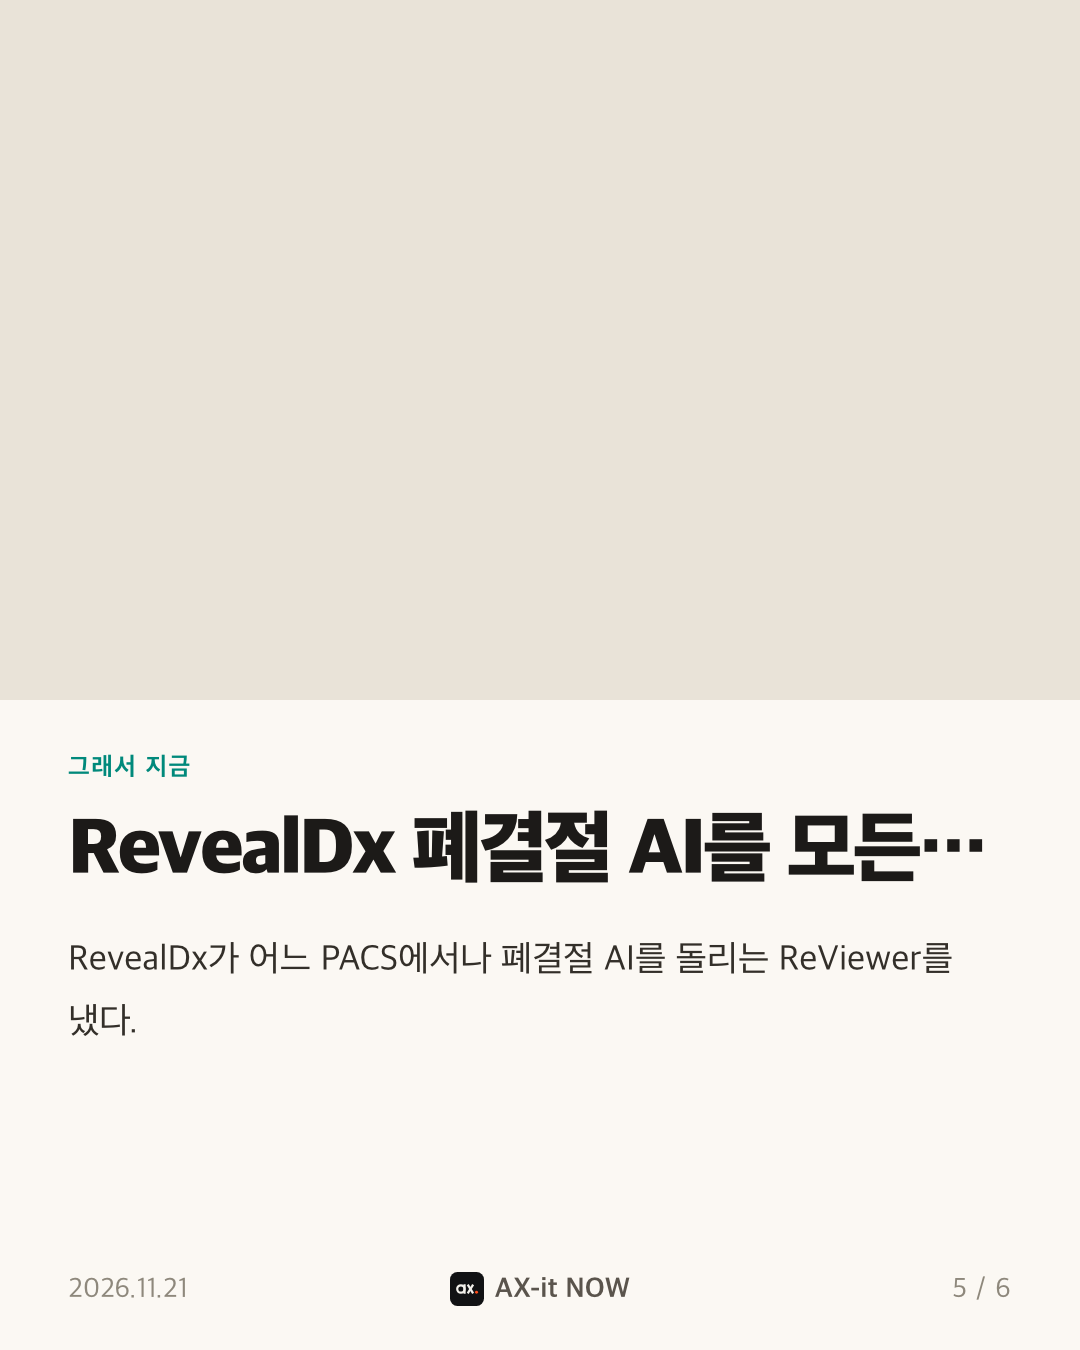 그래서 지금
RevealDx 폐결절 AI를 모든…
RevealDx가 어느 PACS에서나 폐결절 AI를 돌리는 ReViewer를
냈다.
2026.11.21
ax. AX-it NOW
5 / 6